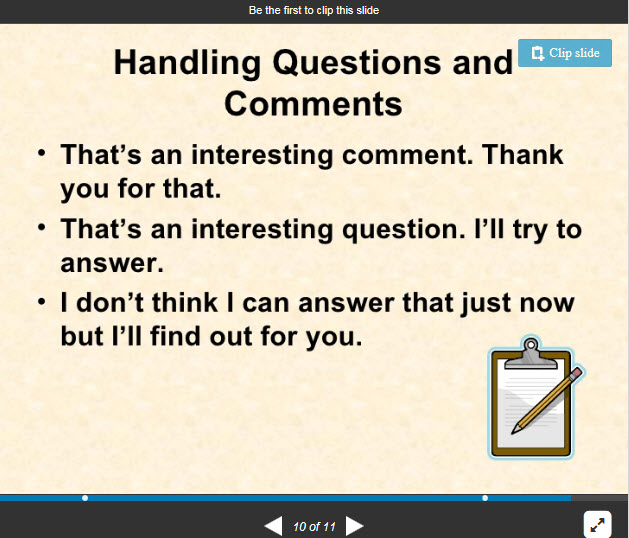 Be the first to clip this slide
Clip slide
Handling Questions and
Comments
• That’s an interesting comment. Thank
you for that.
• That’s an interesting question. I’ll try to
answer.
• I don’t think I can answer that just now
but I’ll find out for you.
10 of 11